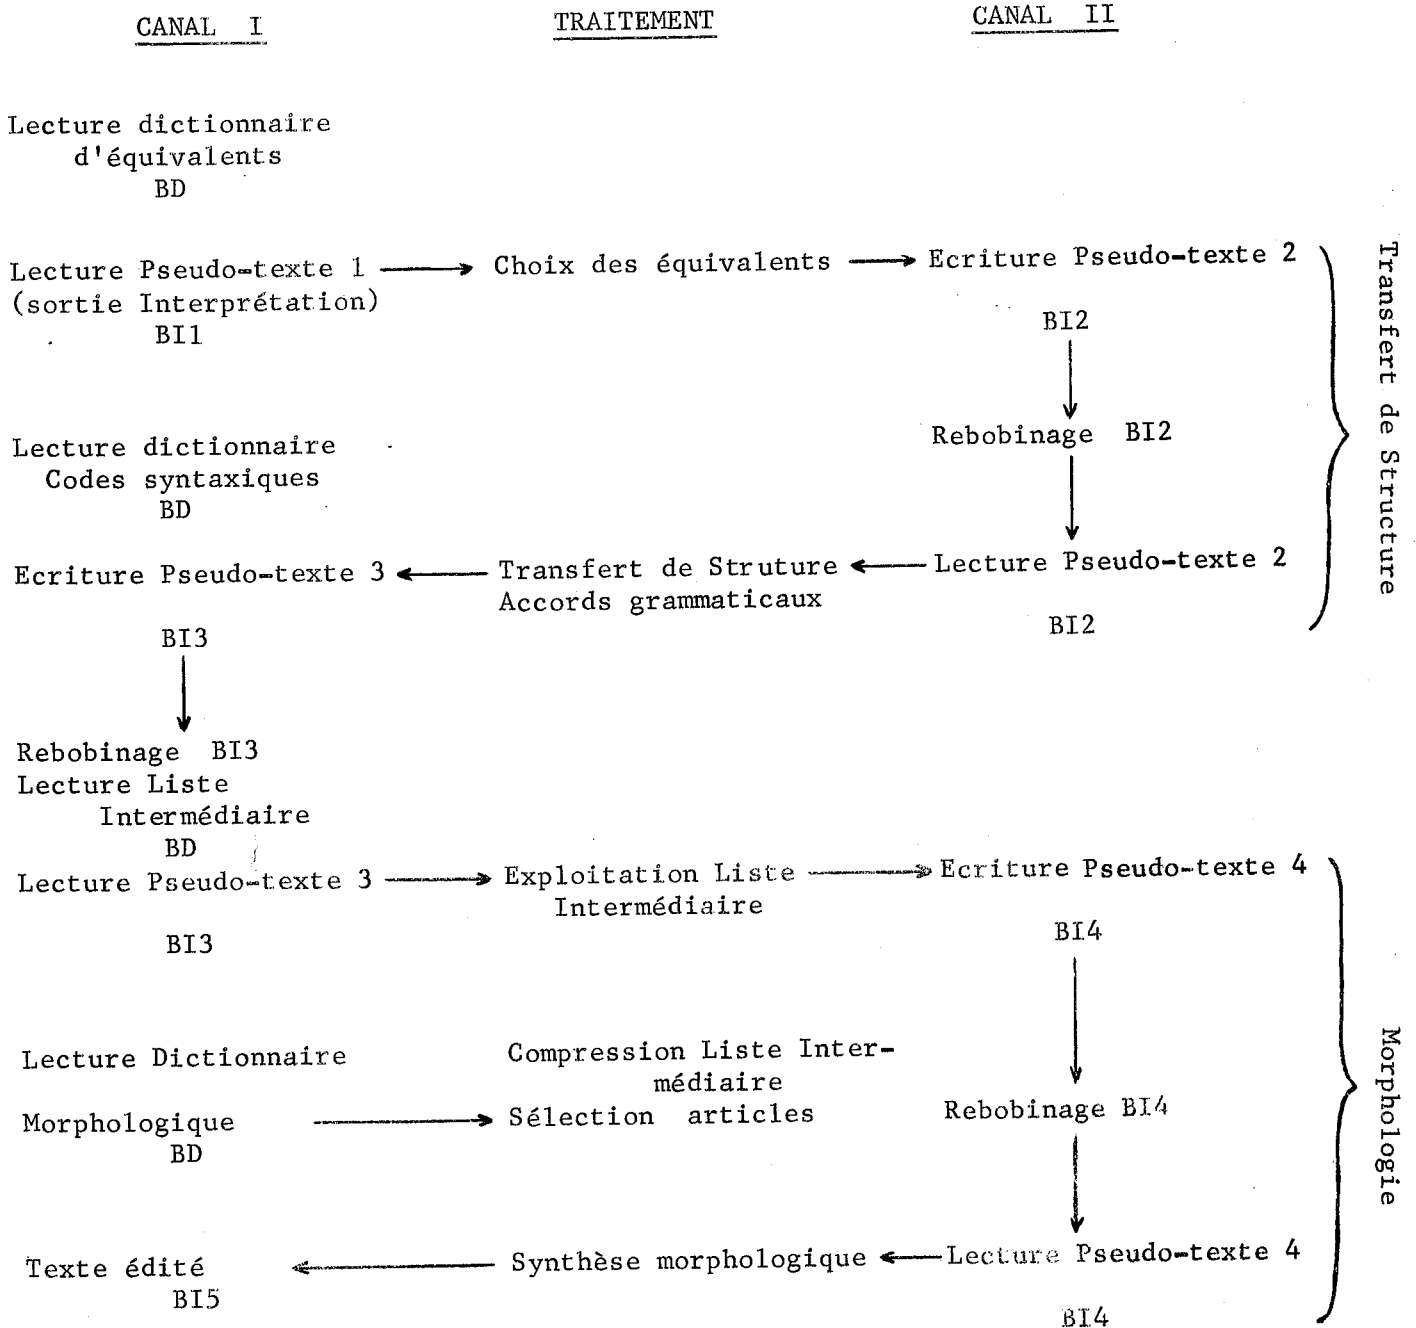 CANAL I
TRAITEMENT
CANAL II
Lecture dictionnaire
d'équivalents
BD
Lecture Pseudo-texte 1
(sortie Interprétation)
BI1
Choix des équivalents
Ecriture Pseudo-texte 2
BI2
Rebobinage BI2
Lecture dictionnaire
Codes syntaxiques
BD
Ecriture Pseudo-texte 3
Transfert de Struture
Accords grammaticaux
Lecture Pseudo-texte 2
BI2
BI3
Transfert de Structure
Rebobinage BI3
Lecture Liste
Intermédiaire
BD
Lecture Pseudo-texte 3
BI3
Exploitation Liste
Intermédiaire
Ecriture Pseudo-texte 4
BI4
Lecture Dictionnaire
Morphologique
BD
Compression Liste Inter-
médiaire
Sélection articles
Rebobinage BI4
Texte édité
BI5
Synthèse morphologique
Lecture Pseudo-texte 4
BI4
Morphologie